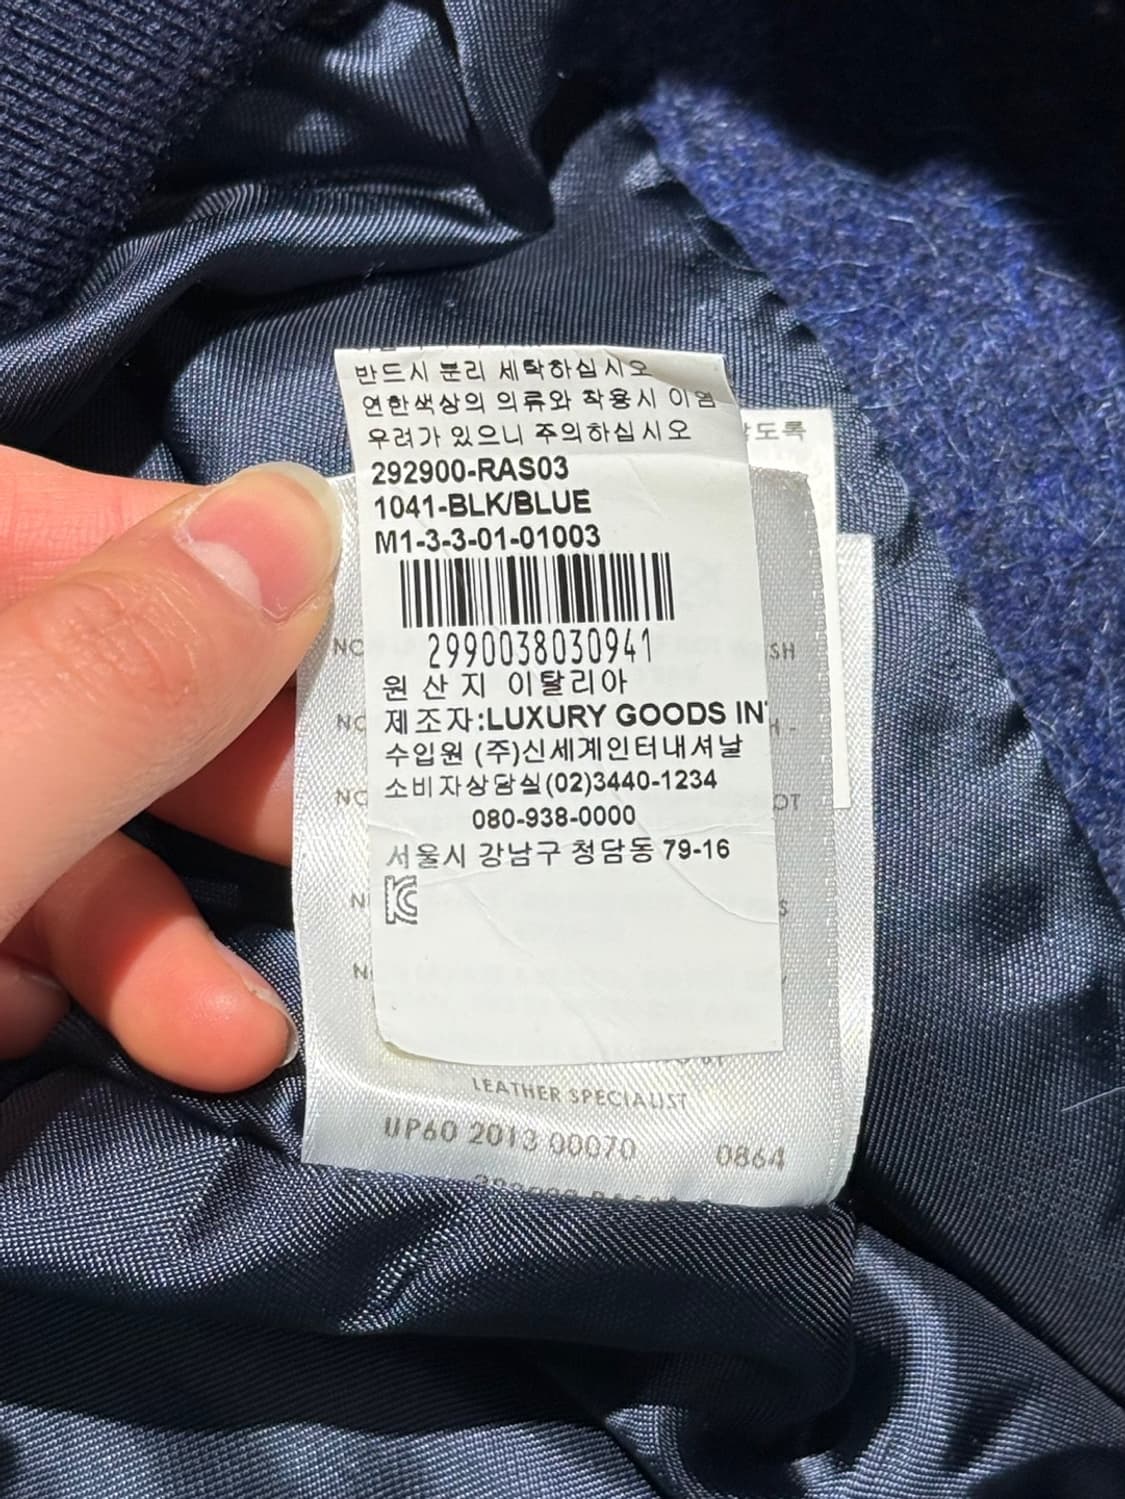 반드시 분리 세탁하십시오
연한색상의 의류와 착용시 이염
우려가 있으니 주의하십시오
292900-RAS03
1041-BLK/BLUE
M1-3-3-01-01003
2990038030941
원 산 지 이탈리아
제조자:LUXURY GOODS IN
수입원 (주)신세계인터내셔날
소비자상담실(02)3440-1234
080-938-0000
서울시 강남구 청담동 79-16
LEATHER SPECIALIST
UP60 2013 00070 0864